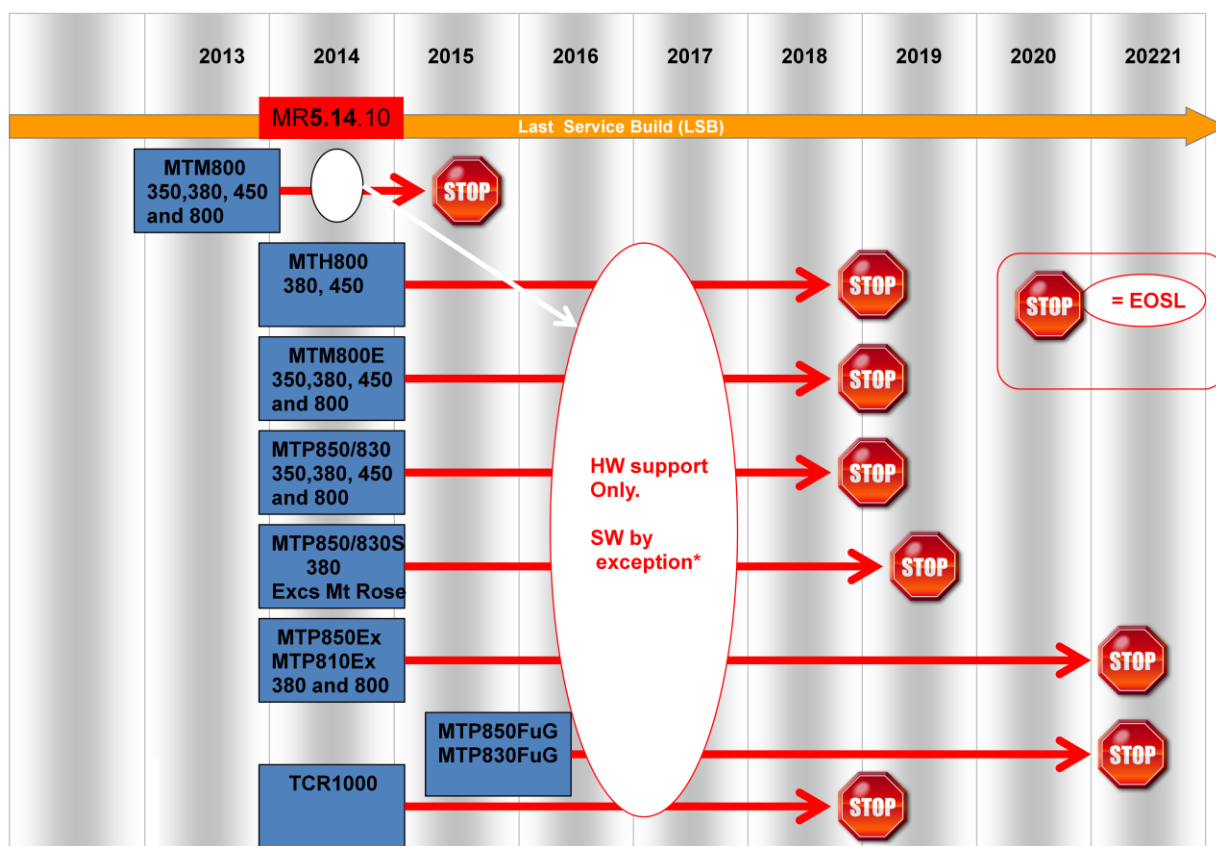 2013 2014 2015 2016 2017 2018 2019 2020 20221
MR5.14.10
Last Service Build (LSB)
MTM800
350,380, 450
and 800
STOP
MTH800
380, 450
STOP
STOP
= EOSL
MTM800E
350,380, 450
and 800
STOP
MTP850/830
350,380, 450
and 800
STOP
HW support
Only.
SW by
exception*
MTP850/830S
380
Excs Mt Rose
STOP
MTP850Ex
MTP810Ex
380 and 800
STOP
MTP850FuG
MTP830FuG
STOP
TCR1000
STOP